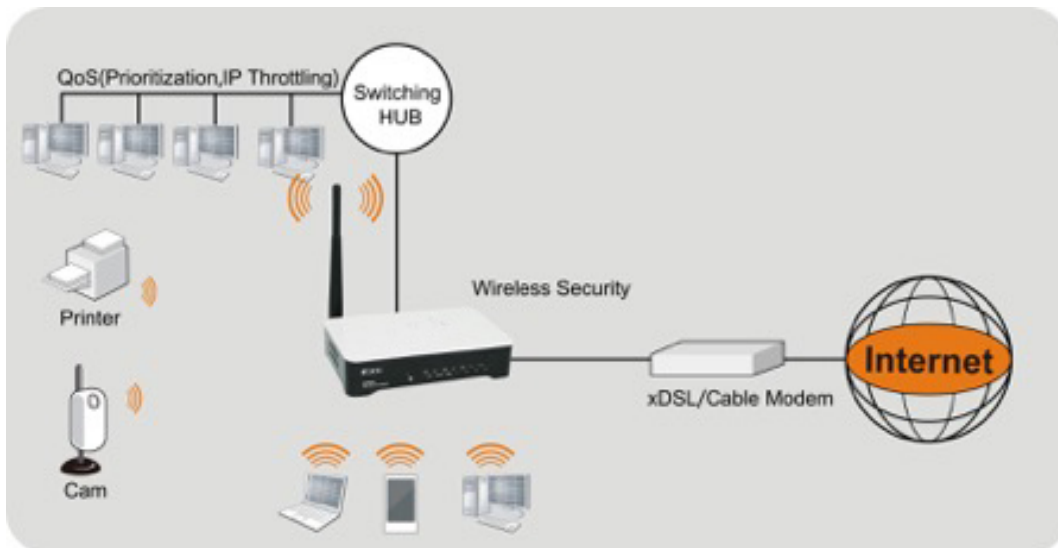 QoS(Prioritization,IP Throttling)
Switching
HUB
Wireless Security
Printer
Internet
xDSL/Cable Modem
Cam